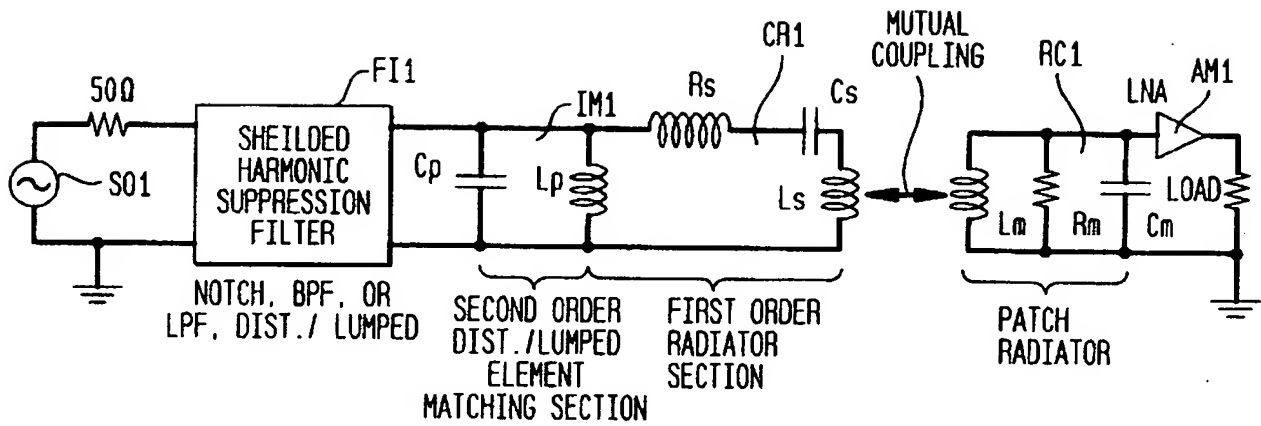 50Ω
SO1
FI1
SHEILDED
HARMONIC
SUPPRESSION
FILTER
NOTCH, BPF, OR
LPF, DIST./ LUMPED
IM1
Cp
Lp
SECOND ORDER
DIST./LUMPED
ELEMENT
MATCHING SECTION
Rs
CR1
Cs
Ls
FIRST ORDER
RADIATOR
SECTION
MUTUAL
COUPLING
RC1
LNA
AM1
Lm
Rm
Cm
LOAD
PATCH
RADIATOR